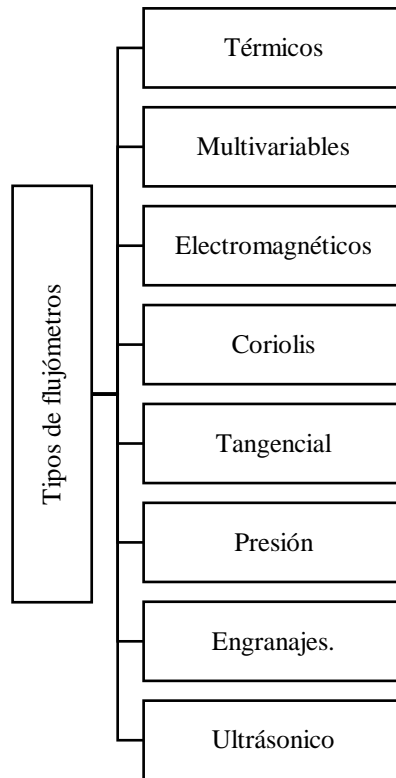 Tipos de flujómetros
Térmicos
Multivariables
Electromagnéticos
Coriolis
Tangencial
Presión
Engranajes.
Ultrásonico